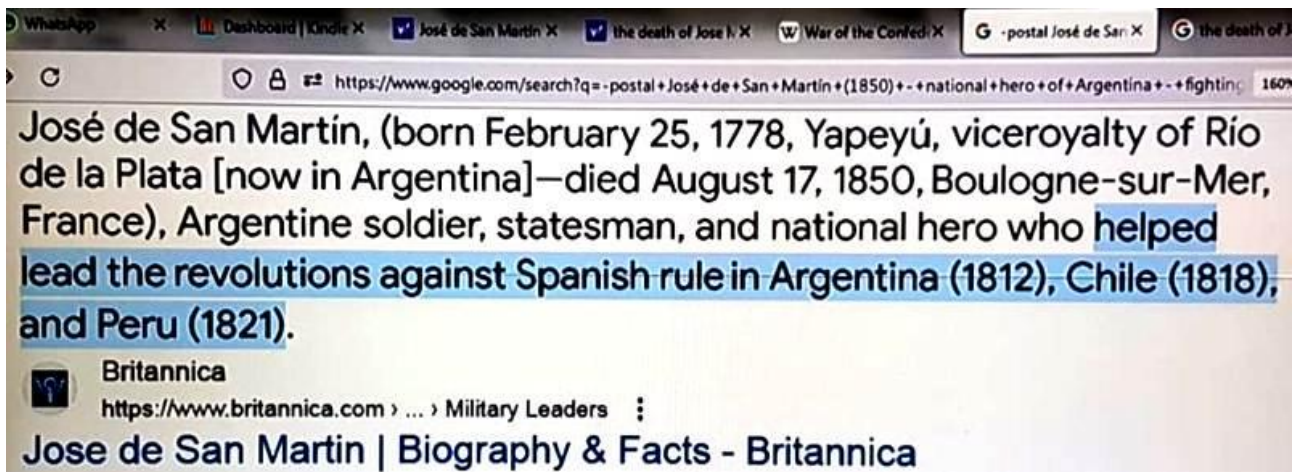 WhatsApp
Dashboard | Kindle
José de San Martín
the death of Jose
War of the Confed
G -postal José de San
G the death of J
https://www.google.com/search?q=-postal+José+de+San+Martín+(1850)+-+national+hero+of+Argentina+-+fighting 160%
José de San Martín, (born February 25, 1778, Yapeyú, viceroyalty of Río
de la Plata [now in Argentina]—died August 17, 1850, Boulogne-sur-Mer,
France), Argentine soldier, statesman, and national hero who helped
lead the revolutions against Spanish rule in Argentina (1812), Chile (1818),
and Peru (1821).
Britannica
https://www.britannica.com › ... › Military Leaders
Jose de San Martin | Biography & Facts - Britannica